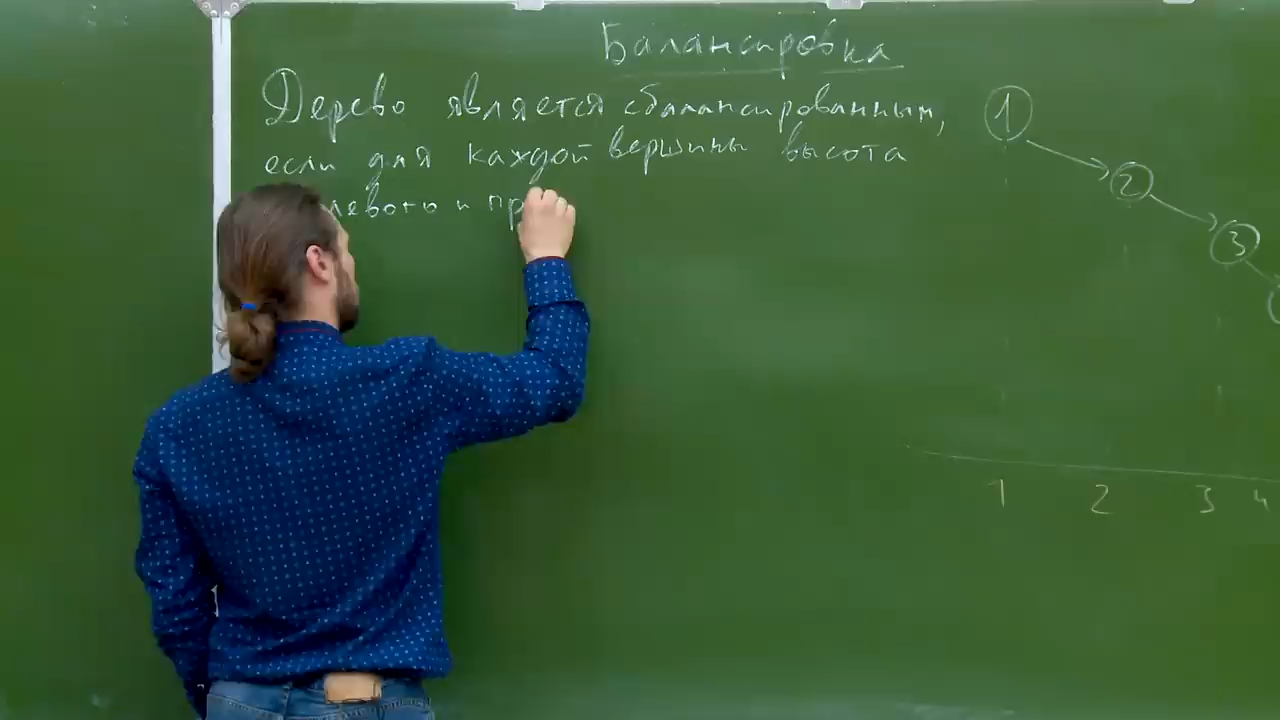 Балансировка
Дерево является сбалансированным,
если для каждой вершины высота
левого и пр
1
2
3
1 2 3 4